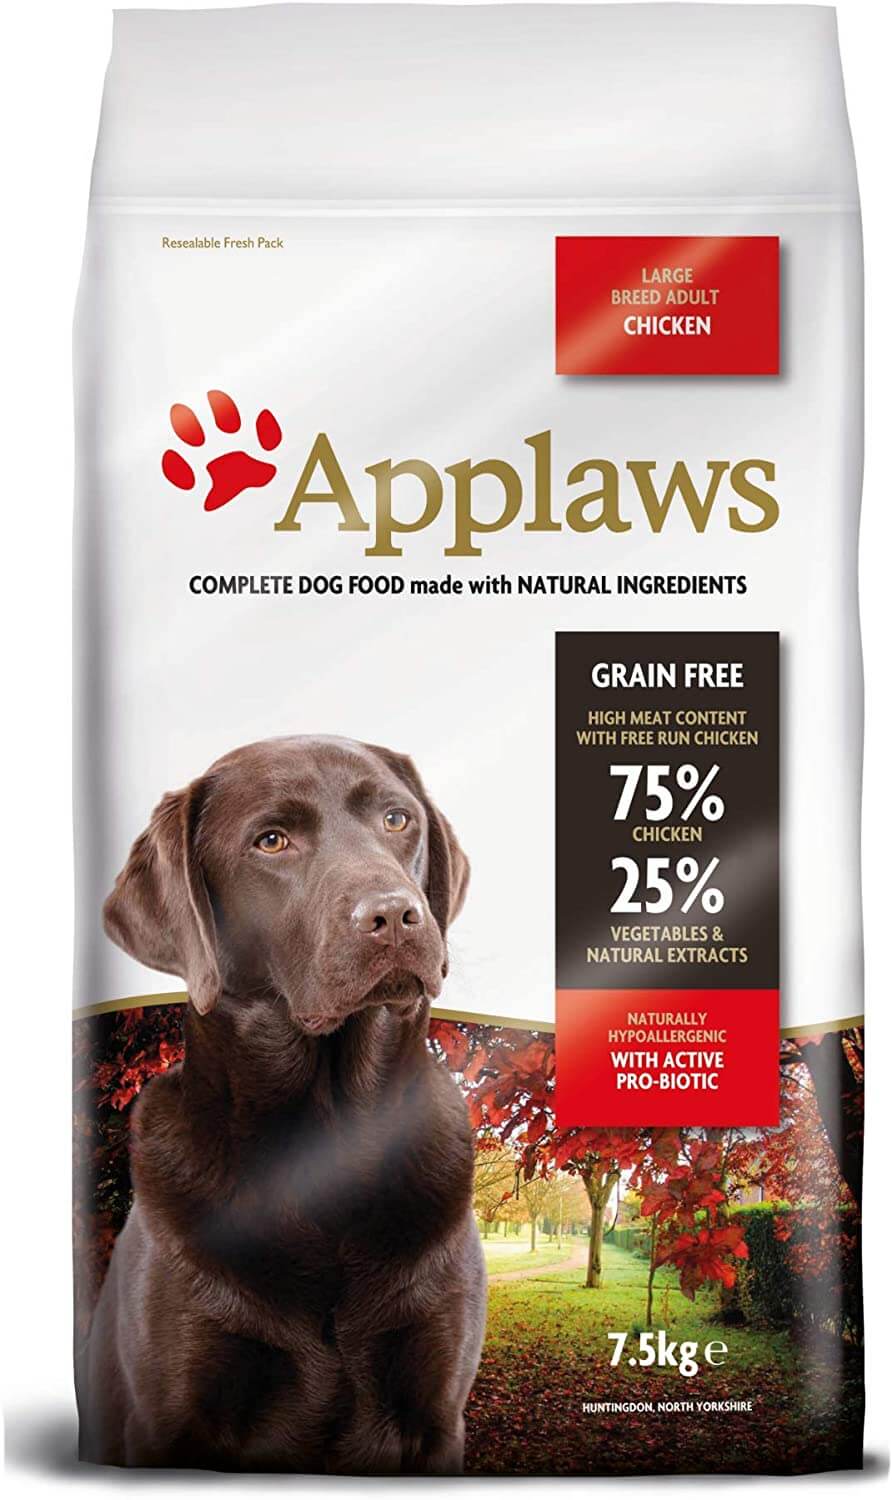 Resealable Fresh Pack
LARGE
BREED ADULT
CHICKEN
Applaws
COMPLETE DOG FOOD made with NATURAL INGREDIENTS
GRAIN FREE
HIGH MEAT CONTENT
WITH FREE RUN CHICKEN
75%
CHICKEN
25%
VEGETABLES &
NATURAL EXTRACTS
NATURALLY
HYPOALLERGENIC
WITH ACTIVE
PRO-BIOTIC
7.5kg ℮
HUNTINGDON, NORTH YORKSHIRE